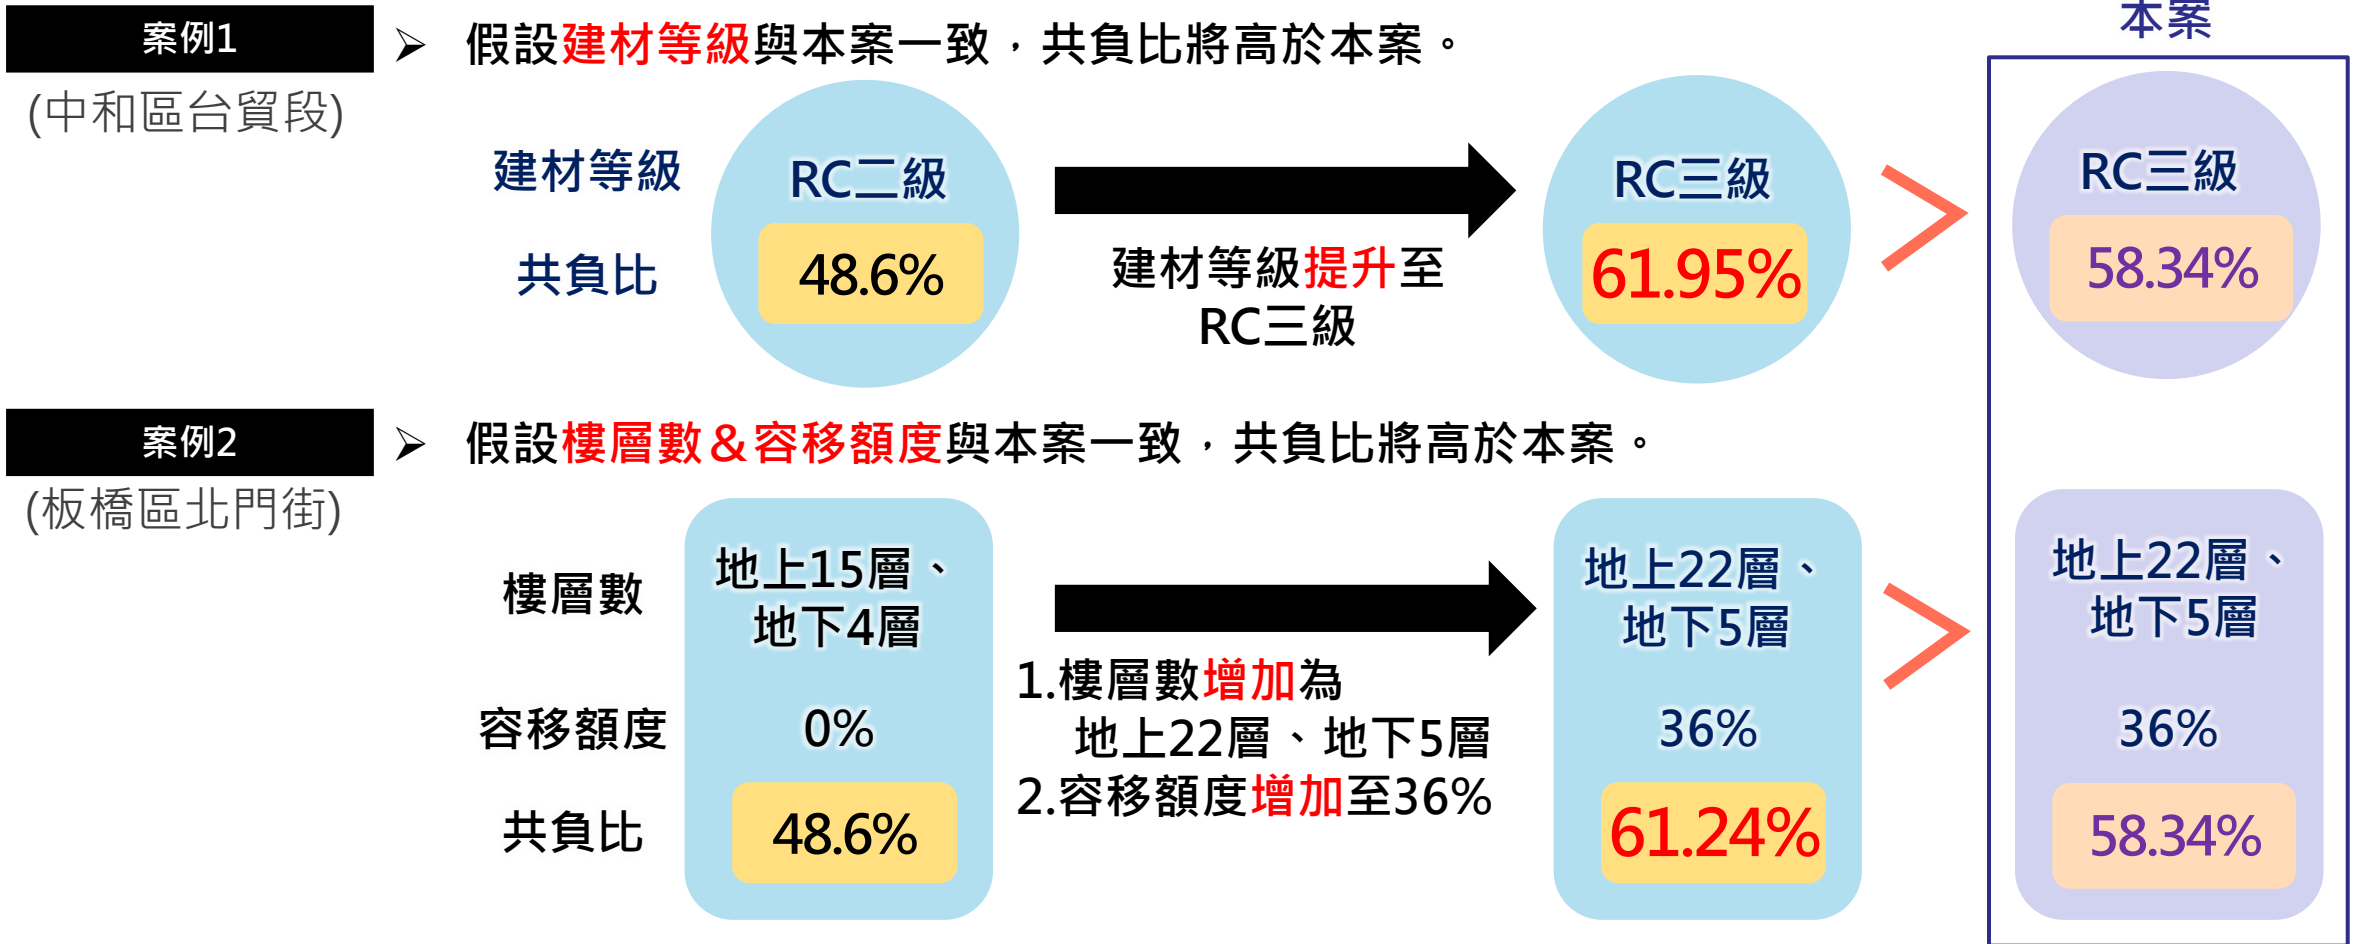 本案
案例1
➢ 假設建材等級與本案一致，共負比將高於本案。
(中和區台貿段)
建材等級
RC二級
RC三級
RC三級
共負比
48.6%
建材等級提升至
RC三級
61.95%
>
58.34%
案例2
➢ 假設樓層數＆容移額度與本案一致，共負比將高於本案。
(板橋區北門街)
樓層數
地上15層、
地下4層
地上22層、
地下5層
>
地上22層、
地下5層
1.樓層數增加為
地上22層、地下5層
2.容移額度增加至36%
容移額度
0%
36%
36%
共負比
48.6%
61.24%
58.34%